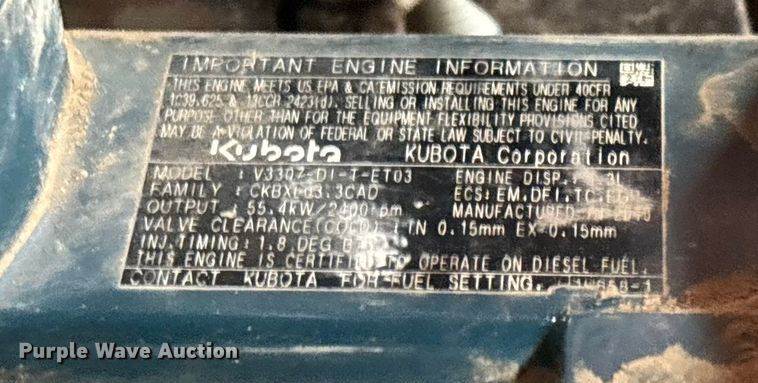 IMPORTANT ENGINE INFORMATION
THIS ENGINE MEETS US EPA & CA EMISSION REQUIREMENTS UNDER 40CFR
1039.625 & 13CCR 2423(d). SELLING OR INSTALLING THIS ENGINE FOR ANY
PURPOSE OTHER THAN FOR THE EQUIPMENT FLEXIBILITY PROVISIONS CITED
MAY BE A VIOLATION OF FEDERAL OR STATE LAW SUBJECT TO CIVIL PENALTY.
Kubota KUBOTA Corporation
MODEL : V3307-DI-T-ET03 ENGINE DISP.
FAMILY : CKBXL03.3CAD ECS: EM, DFI, TC,
OUTPUT : 55.4kW/2400rpm MANUFACTURED
VALVE CLEARANCE(COLD) : IN 0.15mm EX 0.15mm
INJ. TIMING: 1.8 DEG
THIS ENGINE IS CERTIFIED TO OPERATE ON DIESEL FUEL.
CONTACT KUBOTA FOR FUEL SETTING.
Purple Wave Auction